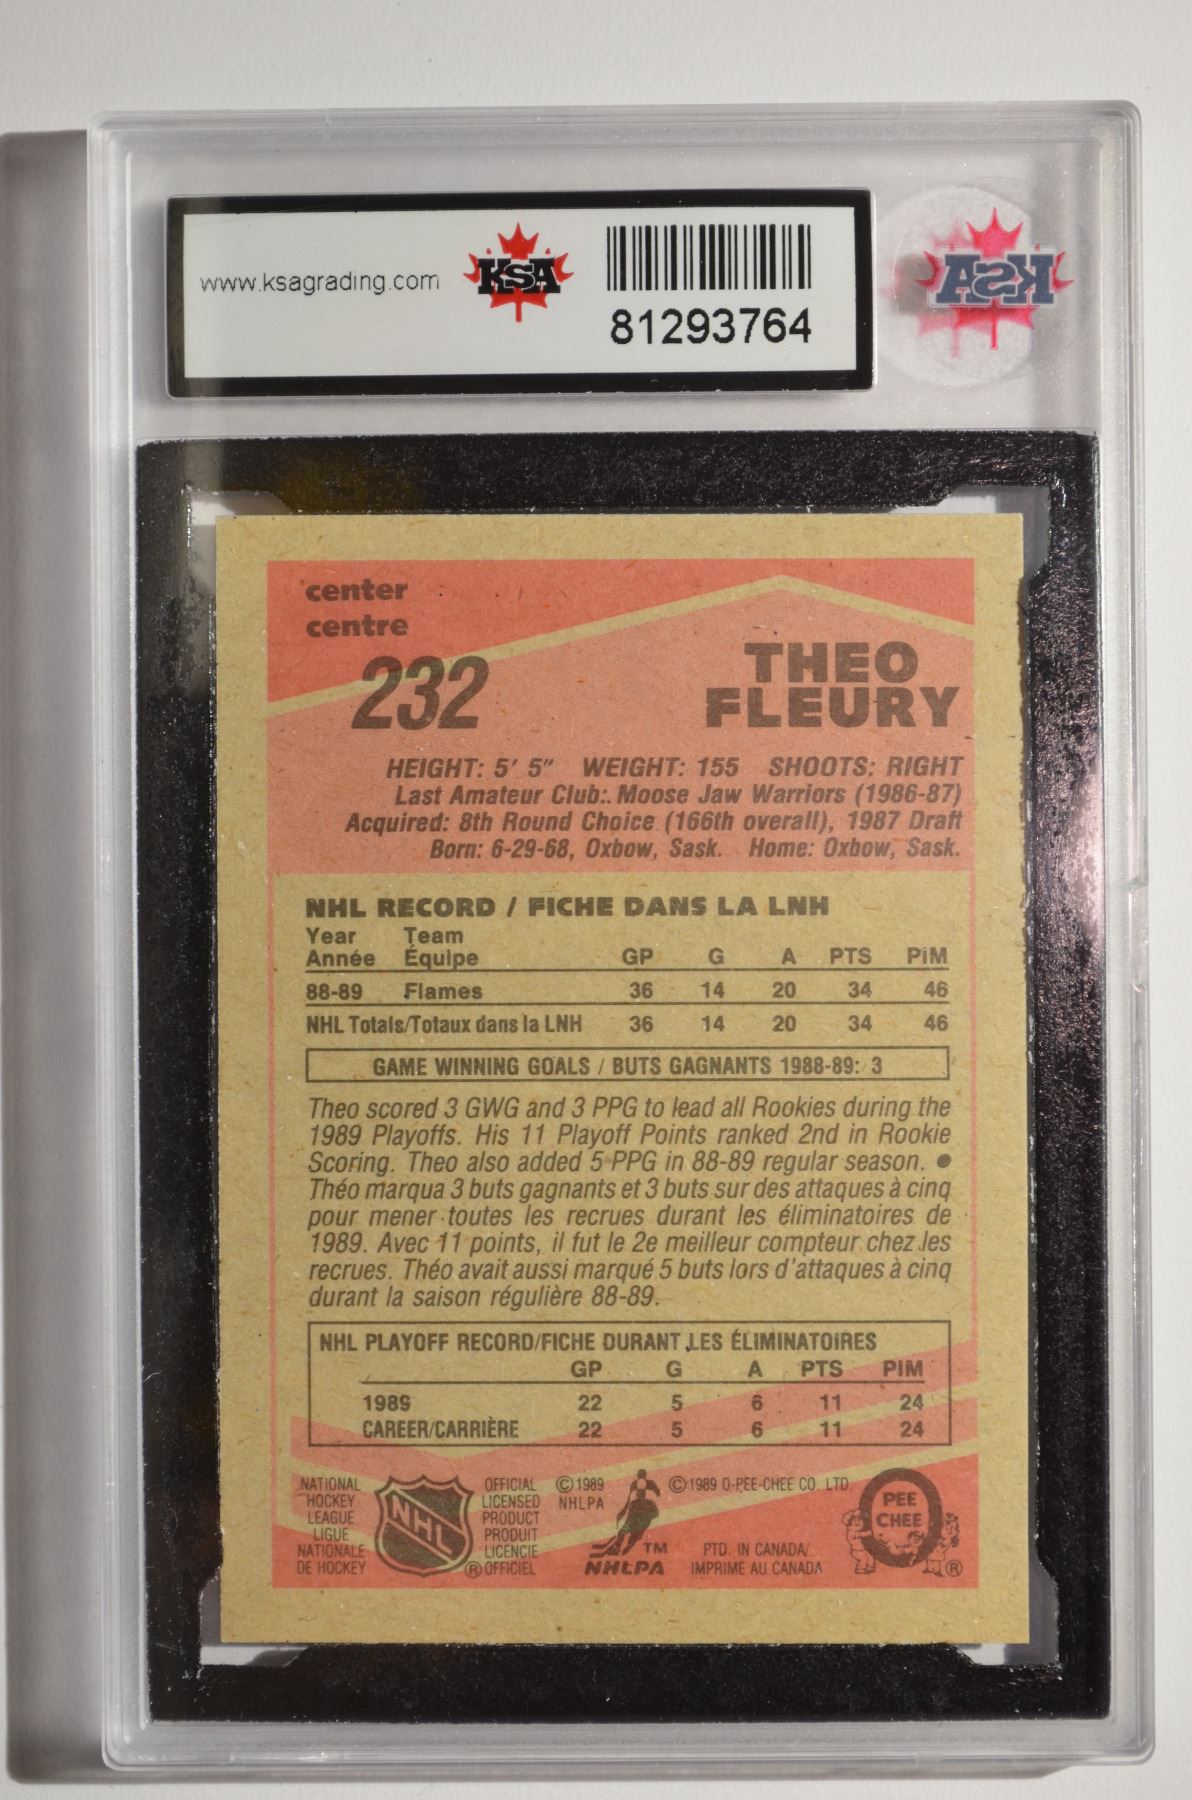 www.ksagrading.com
KSA
81293764
KSA
center
centre
232
THEO
FLEURY
HEIGHT: 5' 5" WEIGHT: 155 SHOOTS: RIGHT
Last Amateur Club: Moose Jaw Warriors (1986-87)
Acquired: 8th Round Choice (166th overall), 1987 Draft
Born: 6-29-68, Oxbow, Sask. Home: Oxbow, Sask.
NHL RECORD / FICHE DANS LA LNH
Year Team
Année Équipe GP G A PTS PIM
88-89 Flames 36 14 20 34 46
NHL Totals/Totaux dans la LNH 36 14 20 34 46
GAME WINNING GOALS / BUTS GAGNANTS 1988-89: 3
Theo scored 3 GWG and 3 PPG to lead all Rookies during the
1989 Playoffs. His 11 Playoff Points ranked 2nd in Rookie
Scoring. Theo also added 5 PPG in 88-89 regular season. •
Théo marqua 3 buts gagnants et 3 buts sur des attaques à cinq
pour mener toutes les recrues durant les éliminatoires de
1989. Avec 11 points, il fut le 2e meilleur compteur chez les
recrues. Théo avait aussi marqué 5 buts lors d'attaques à cinq
durant la saison régulière 88-89.
NHL PLAYOFF RECORD/FICHE DURANT LES ÉLIMINATOIRES
GP G A PTS PIM
1989 22 5 6 11 24
CAREER/CARRIÈRE 22 5 6 11 24
NATIONAL
HOCKEY
LEAGUE
LIGUE
NATIONALE
DE HOCKEY
NHL
®
OFFICIAL
LICENSED
PRODUCT
PRODUIT
LICENCIE
OFFICIEL
©1989
NHLPA
TM
NHLPA
©1989 O-PEE-CHEE CO. LTD.
PTD. IN CANADA/
IMPRIMÉ AU CANADA
O
PEE
CHEE
®